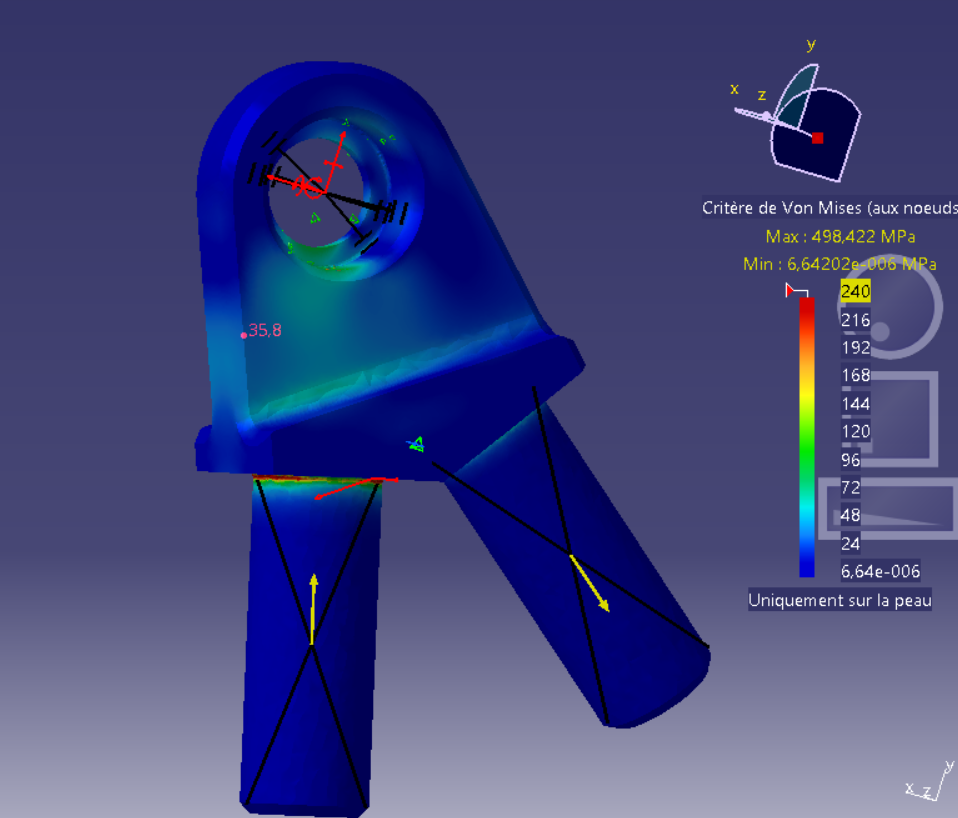 y
x
z
Critère de Von Mises (aux noeuds
Max : 498,422 MPa
Min : 6,64202e-006 MPa
240
216
192
168
144
120
96
72
48
24
6,64e-006
Uniquement sur la peau
35,8
y
x
z